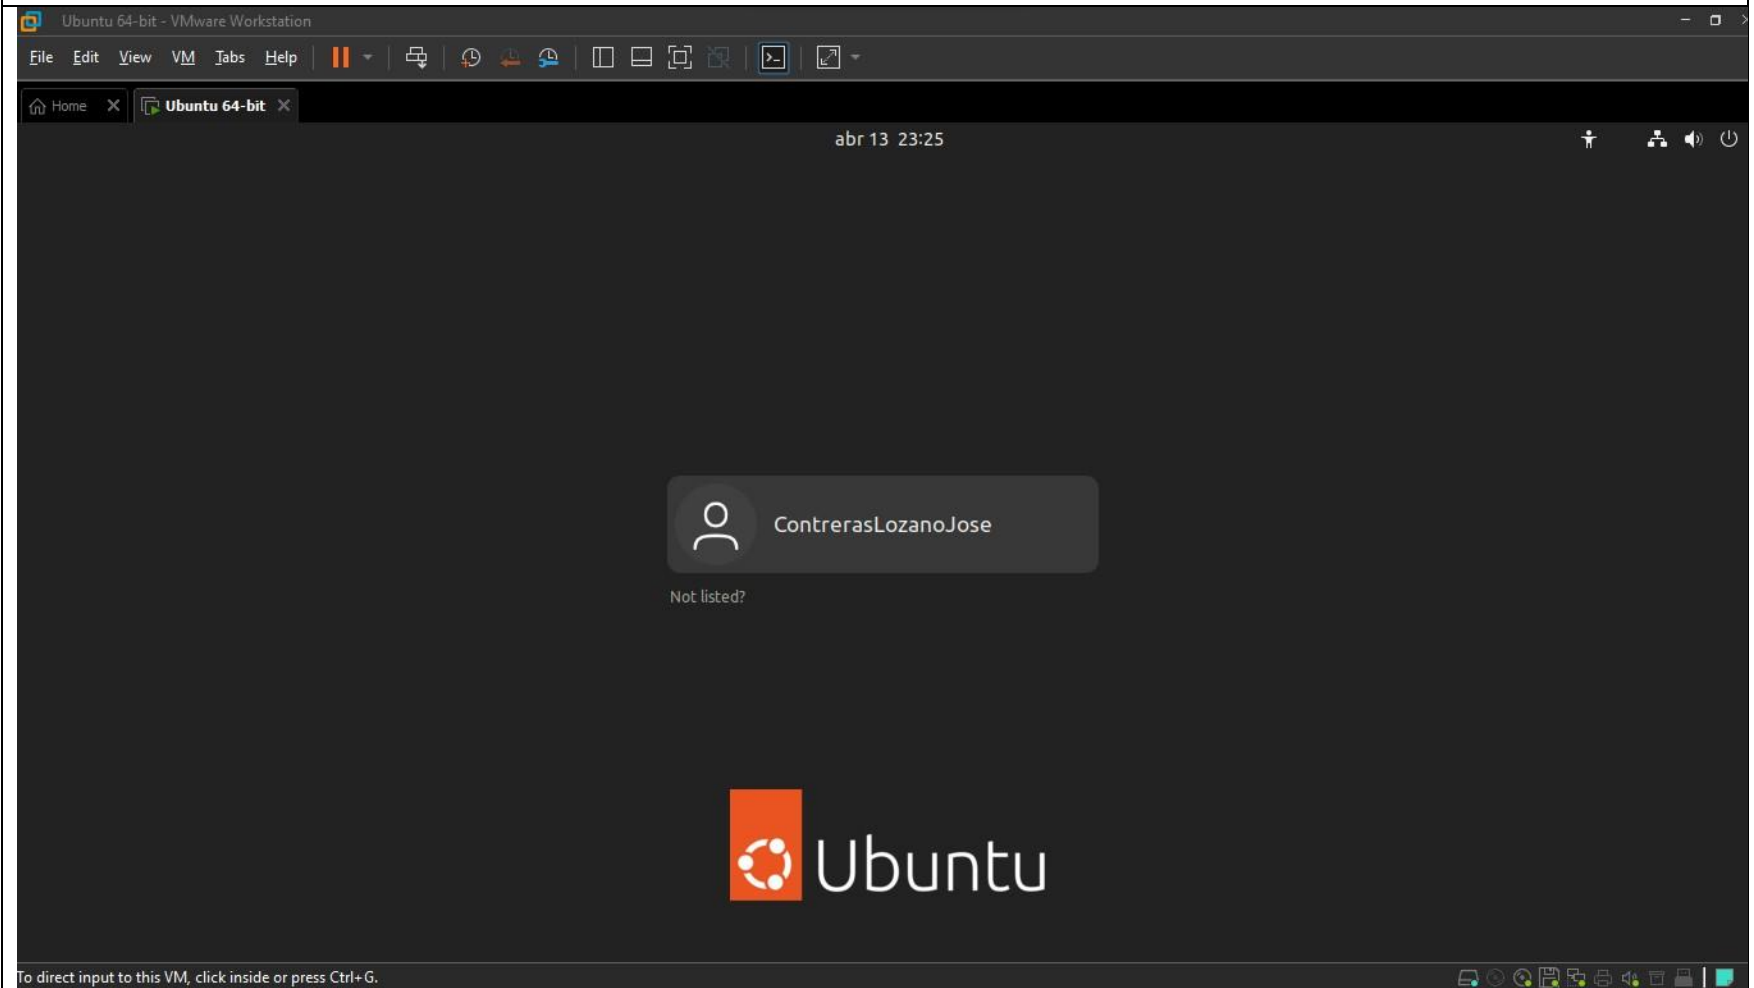 Ubuntu 64-bit - VMware Workstation
File Edit View VM Tabs Help
Home Ubuntu 64-bit
abr 13 23:25
ContrerasLozanoJose
Not listed?
Ubuntu
To direct input to this VM, click inside or press Ctrl+G.